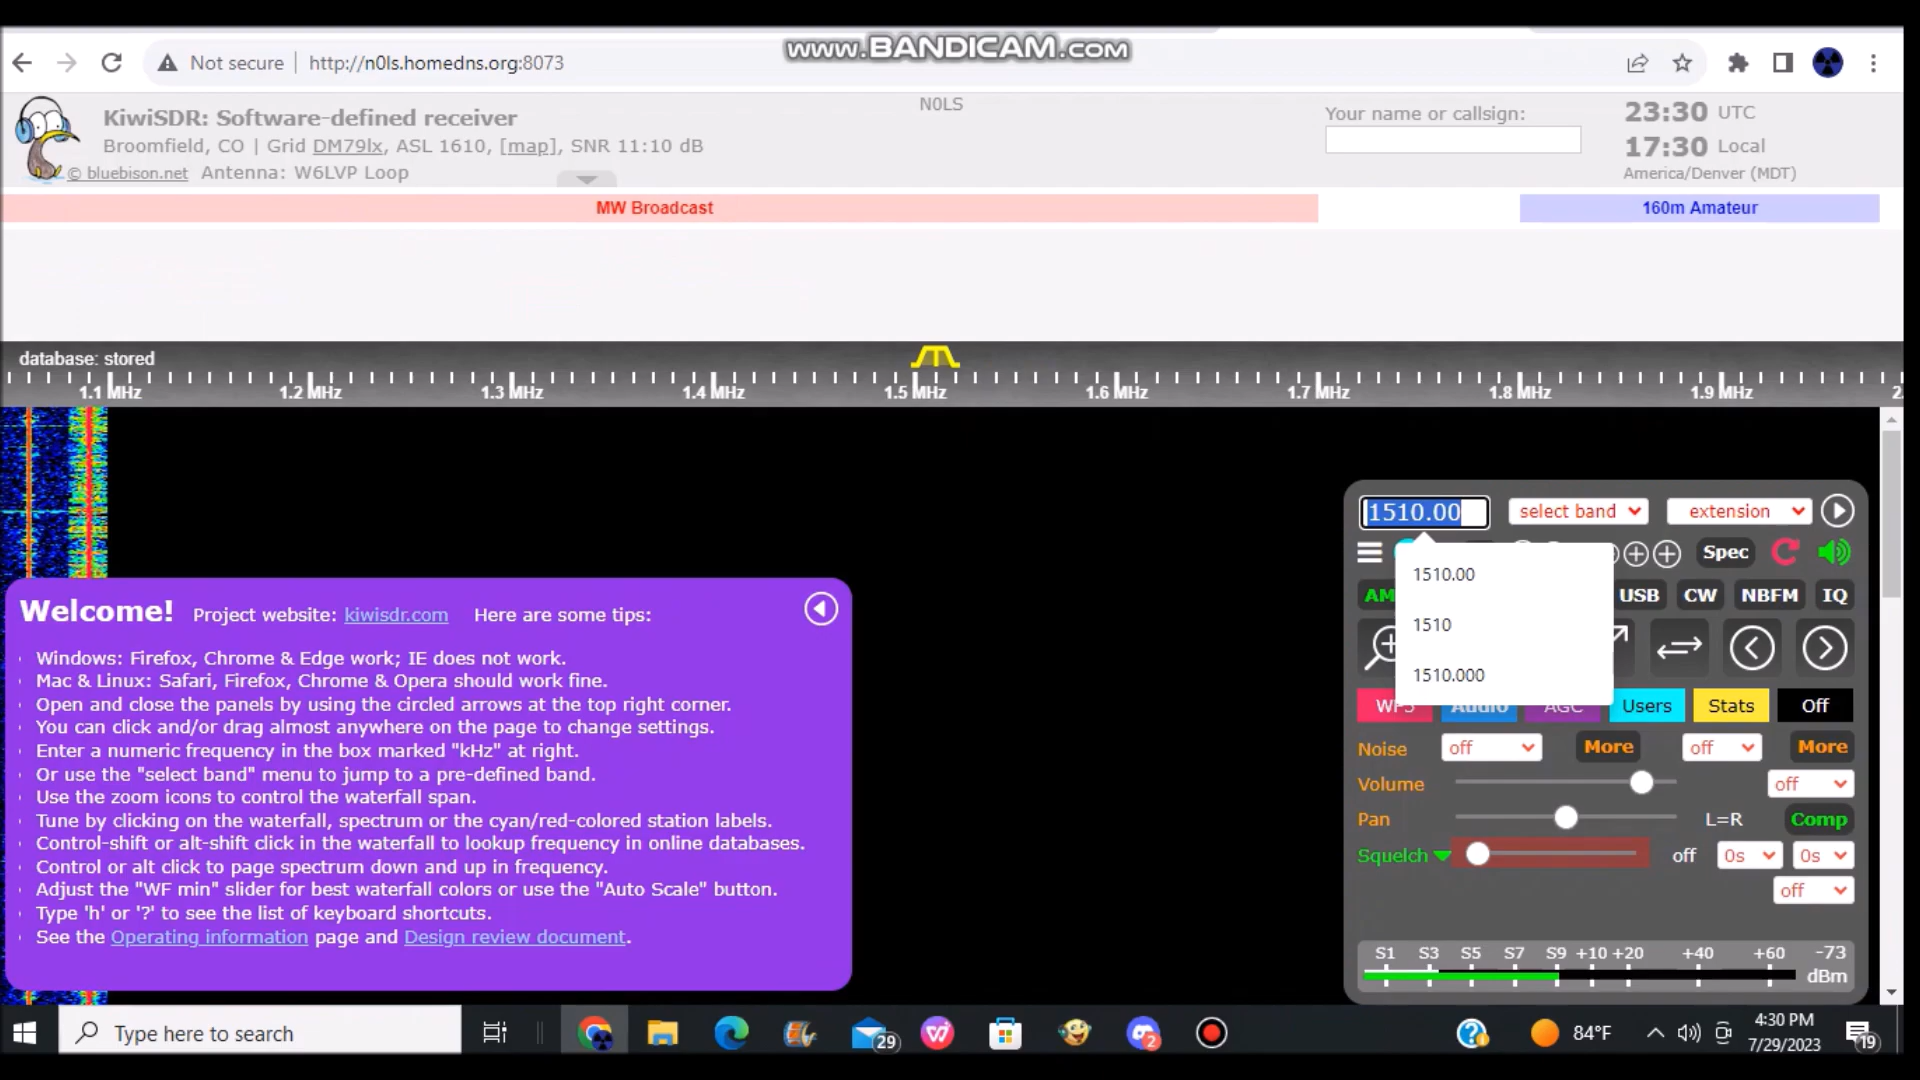 www.BANDICAM.com
Not secure http://n0ls.homedns.org:8073
KiwiSDR: Software-defined receiver
Broomfield, CO | Grid DM79lx, ASL 1610, [map], SNR 11:10 dB
© bluebison.net Antenna: W6LVP Loop
N0LS
Your name or callsign:
23:30 UTC
17:30 Local
America/Denver (MDT)
MW Broadcast
160m Amateur
database: stored
1.1 MHz 1.2 MHz 1.3 MHz 1.4 MHz 1.5 MHz 1.6 MHz 1.7 MHz 1.8 MHz 1.9 MHz 2.
1510.00 select band extension
Spec
1510.00
1510
1510.000
AM USB CW NBFM IQ
WF5 Audio AGC Users Stats Off
Noise off More off More
Volume off
Pan L=R Comp
Squelch off 0s 0s
off
S1 S3 S5 S7 S9 +10 +20 +40 +60 -73
dBm
Welcome! Project website: kiwisdr.com Here are some tips:
Windows: Firefox, Chrome & Edge work; IE does not work.
Mac & Linux: Safari, Firefox, Chrome & Opera should work fine.
Open and close the panels by using the circled arrows at the top right corner.
You can click and/or drag almost anywhere on the page to change settings.
Enter a numeric frequency in the box marked "kHz" at right.
Or use the "select band" menu to jump to a pre-defined band.
Use the zoom icons to control the waterfall span.
Tune by clicking on the waterfall, spectrum or the cyan/red-colored station labels.
Control-shift or alt-shift click in the waterfall to lookup frequency in online databases.
Control or alt click to page spectrum down and up in frequency.
Adjust the "WF min" slider for best waterfall colors or use the "Auto Scale" button.
Type 'h' or '?' to see the list of keyboard shortcuts.
See the Operating information page and Design review document.
Type here to search
29
2
84°F
4:30 PM
7/29/2023
19